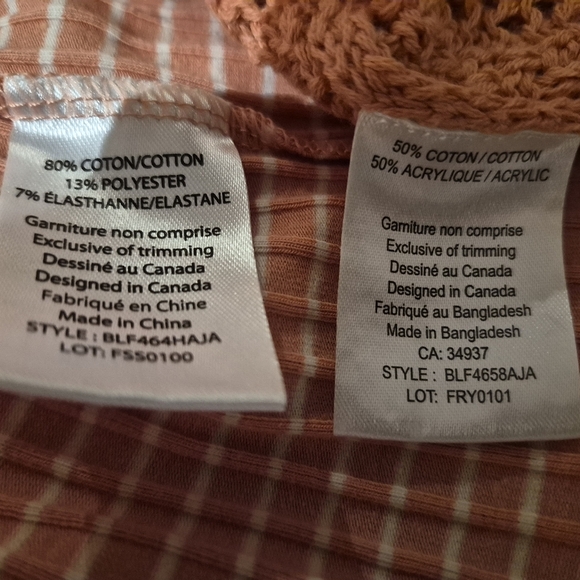 80% COTON/COTTON
13% POLYESTER
7% ÉLASTHANNE/ELASTANE
Garniture non comprise
Exclusive of trimming
Dessiné au Canada
Designed in Canada
Fabriqué en Chine
Made in China
STYLE : BLF464HAJA
LOT: FSS0100
50% COTON / COTTON
50% ACRYLIQUE / ACRYLIC
Garniture non comprise
Exclusive of trimming
Dessiné au Canada
Designed in Canada
Fabriqué au Bangladesh
Made in Bangladesh
CA: 34937
STYLE : BLF4658AJA
LOT: FRY0101